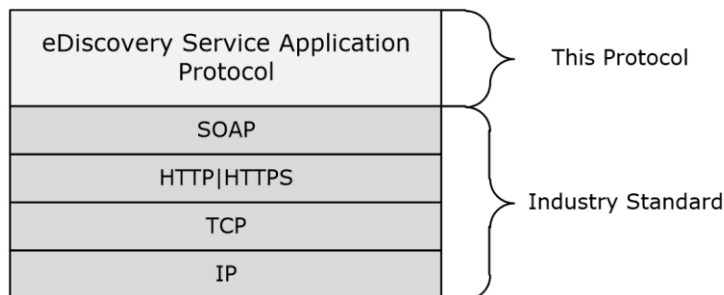 eDiscovery Service Application
Protocol
This Protocol
SOAP
HTTP|HTTPS
TCP
IP
Industry Standard